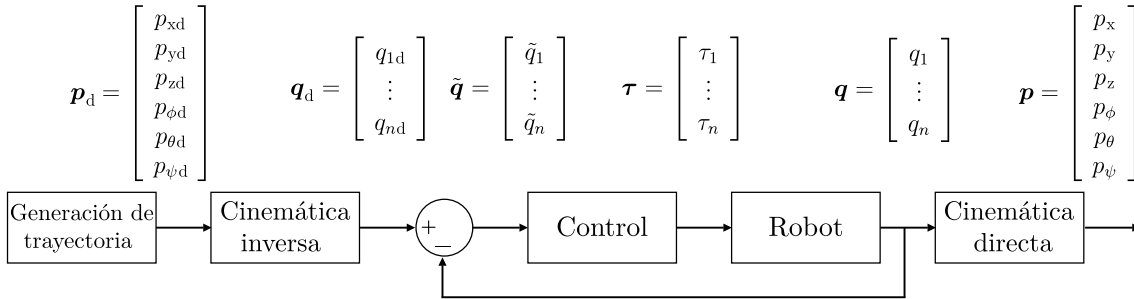 p_d = [ p_xd p_yd p_zd p_ϕd p_θd p_ψd ]
q_d = [ q_1d ⋮ q_nd ]
q̃ = [ q̃_1 ⋮ q̃_n ]
τ = [ τ_1 ⋮ τ_n ]
q = [ q_1 ⋮ q_n ]
p = [ p_x p_y p_z p_ϕ p_θ p_ψ ]
Generación de
trayectoria
Cinemática
inversa
+
−
Control
Robot
Cinemática
directa